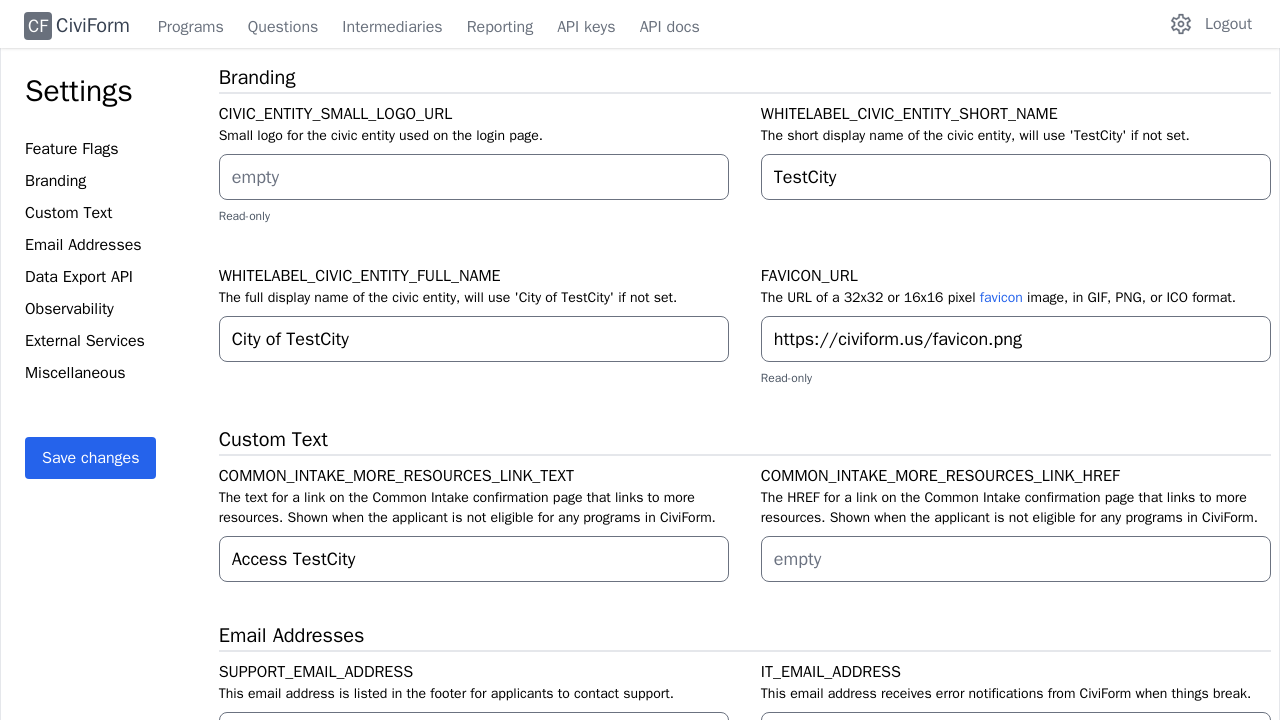 CF CiviForm Programs Questions Intermediaries Reporting API keys API docs Logout
Settings
Feature Flags
Branding
Custom Text
Email Addresses
Data Export API
Observability
External Services
Miscellaneous
Save changes
Branding
CIVIC_ENTITY_SMALL_LOGO_URL
Small logo for the civic entity used on the login page.
empty
Read-only
WHITELABEL_CIVIC_ENTITY_SHORT_NAME
The short display name of the civic entity, will use 'TestCity' if not set.
TestCity
WHITELABEL_CIVIC_ENTITY_FULL_NAME
The full display name of the civic entity, will use 'City of TestCity' if not set.
City of TestCity
FAVICON_URL
The URL of a 32x32 or 16x16 pixel favicon image, in GIF, PNG, or ICO format.
https://civiform.us/favicon.png
Read-only
Custom Text
COMMON_INTAKE_MORE_RESOURCES_LINK_TEXT
The text for a link on the Common Intake confirmation page that links to more
resources. Shown when the applicant is not eligible for any programs in CiviForm.
Access TestCity
COMMON_INTAKE_MORE_RESOURCES_LINK_HREF
The HREF for a link on the Common Intake confirmation page that links to more
resources. Shown when the applicant is not eligible for any programs in CiviForm.
empty
Email Addresses
SUPPORT_EMAIL_ADDRESS
This email address is listed in the footer for applicants to contact support.
IT_EMAIL_ADDRESS
This email address receives error notifications from CiviForm when things break.